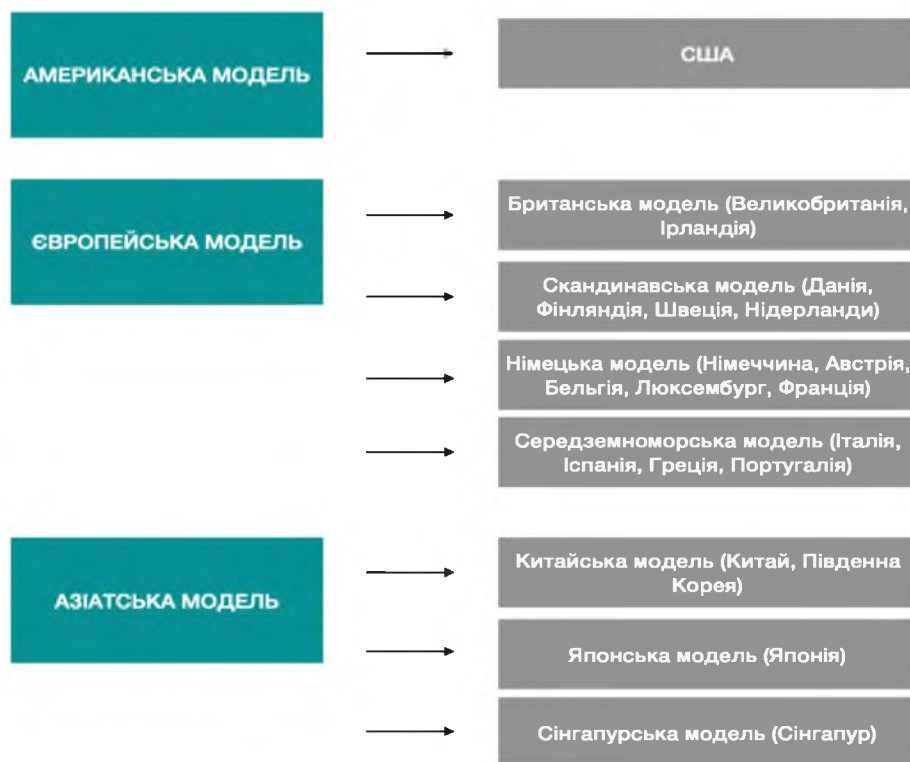 АМЕРИКАНСЬКА МОДЕЛЬ
США
ЄВРОПЕЙСЬКА МОДЕЛЬ
Британська модель (Великобританія,
Ірландія)
Скандинавська модель (Данія,
Фінляндія, Швеція, Нідерланди)
Німецька модель (Німеччина, Австрія,
Бельгія, Люксембург, Франція)
Середземноморська модель (Італія,
Іспанія, Греція, Португалія)
АЗІАТСЬКА МОДЕЛЬ
Китайська модель (Китай, Південна
Корея)
Японська модель (Японія)
Сінгапурська модель (Сінгапур)